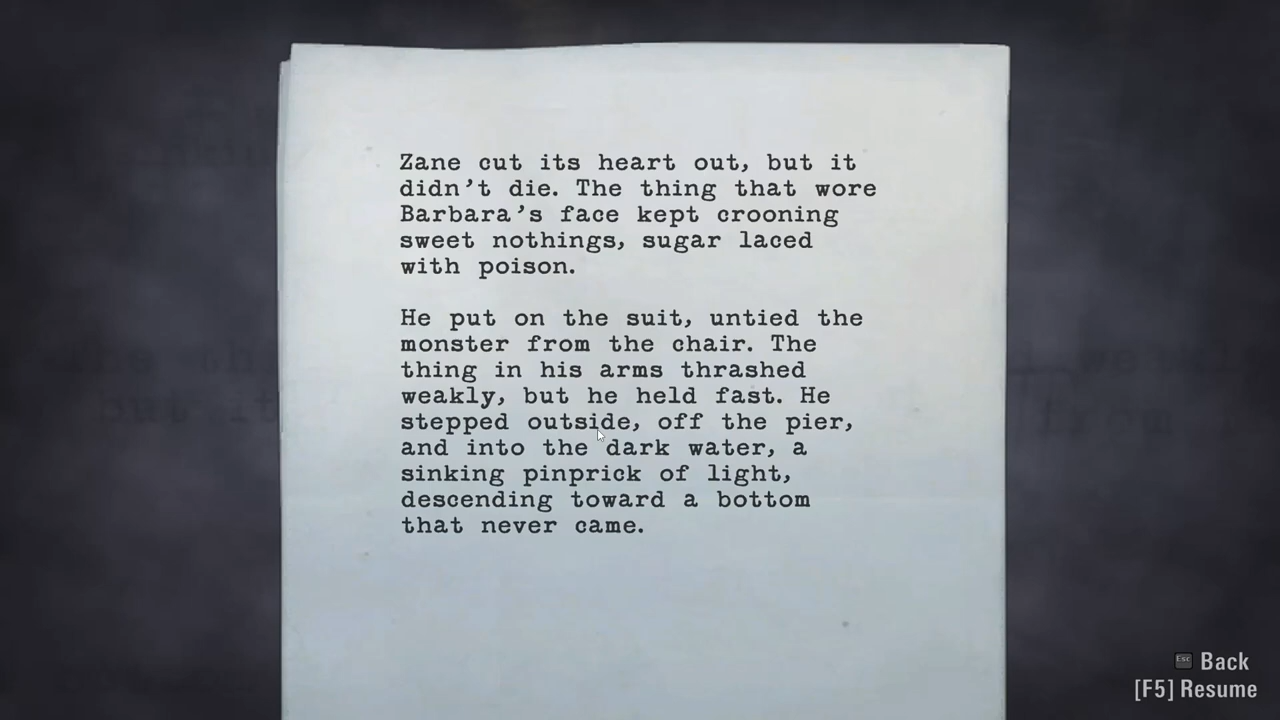 Zane cut its heart out, but it
didn't die. The thing that wore
Barbara's face kept crooning
sweet nothings, sugar laced
with poison.
He put on the suit, untied the
monster from the chair. The
thing in his arms thrashed
weakly, but he held fast. He
stepped outside, off the pier,
and into the dark water, a
sinking pinprick of light,
descending toward a bottom
that never came.
Esc Back
[F5] Resume